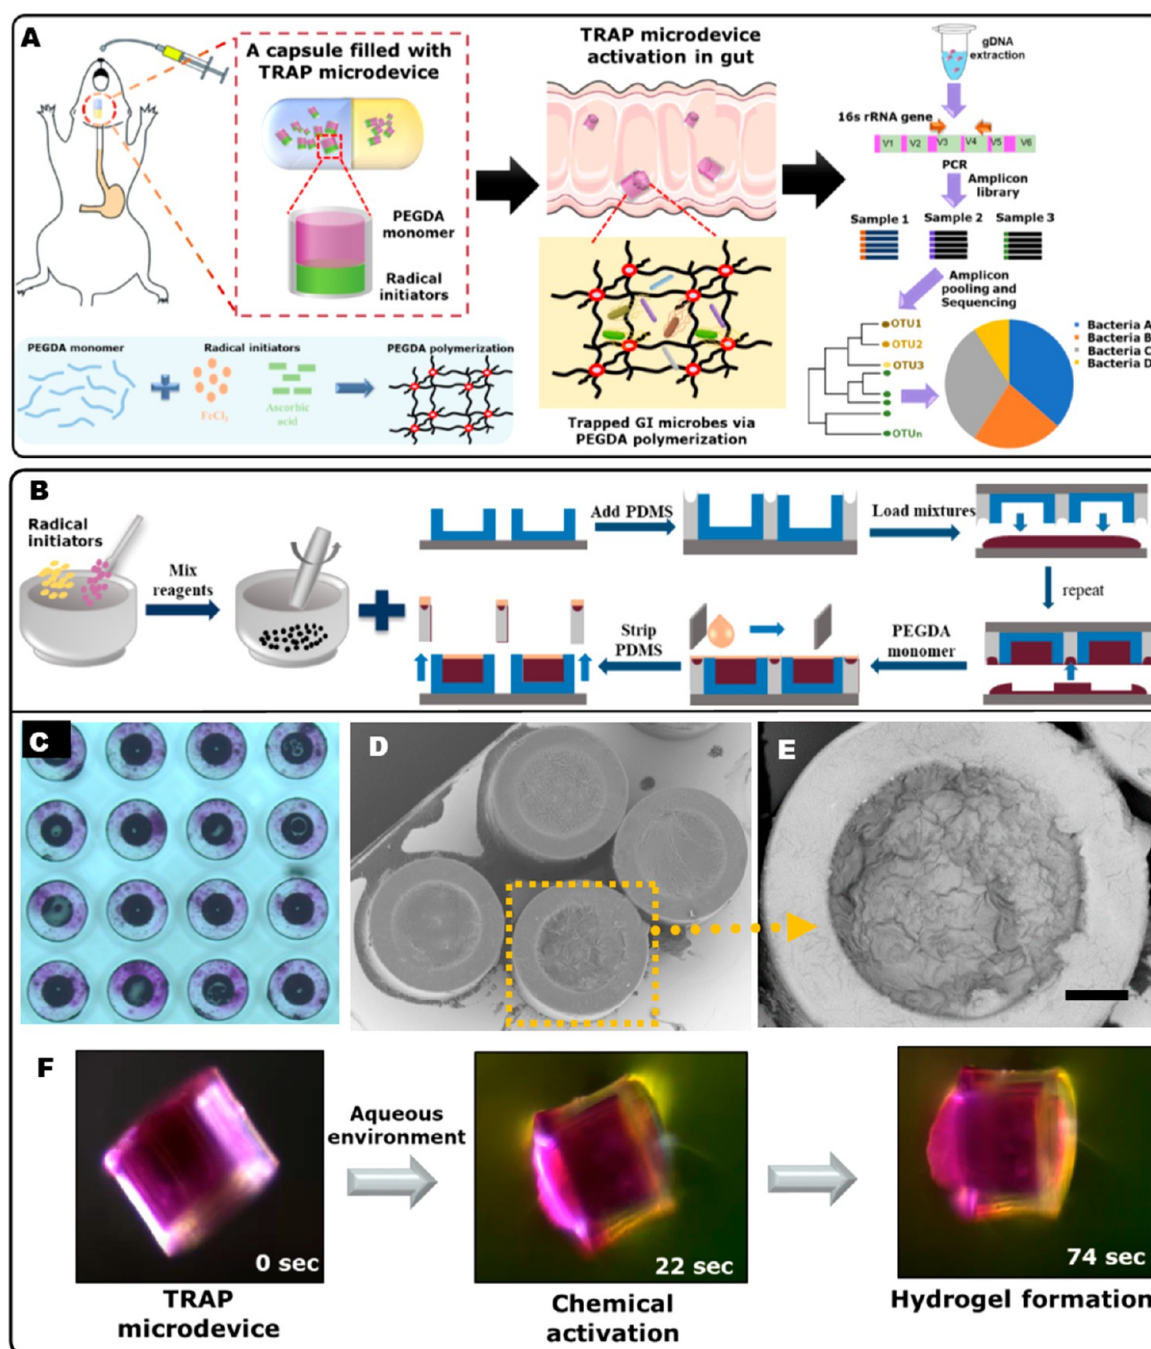 A
A capsule filled with
TRAP microdevice
PEGDA
monomer
Radical
initiators
PEGDA monomer
Radical initiators
PEGDA polymerization
FeCl3
Ascorbic
acid
TRAP microdevice
activation in gut
Trapped GI microbes via
PEGDA polymerization
gDNA
extraction
16s rRNA gene
V1 V2 V3 V4 V5 V6
PCR
Amplicon
library
Sample 1 Sample 2 Sample 3
Amplicon
pooling and
Sequencing
OTU1
OTU2
OTU3
OTUn
Bacteria A
Bacteria B
Bacteria C
Bacteria D
B
Radical
initiators
Mix
reagents
Add PDMS
Load mixtures
repeat
PEGDA
monomer
Strip
PDMS
C
D
E
F
0 sec
Aqueous
environment
22 sec
74 sec
TRAP
microdevice
Chemical
activation
Hydrogel formation